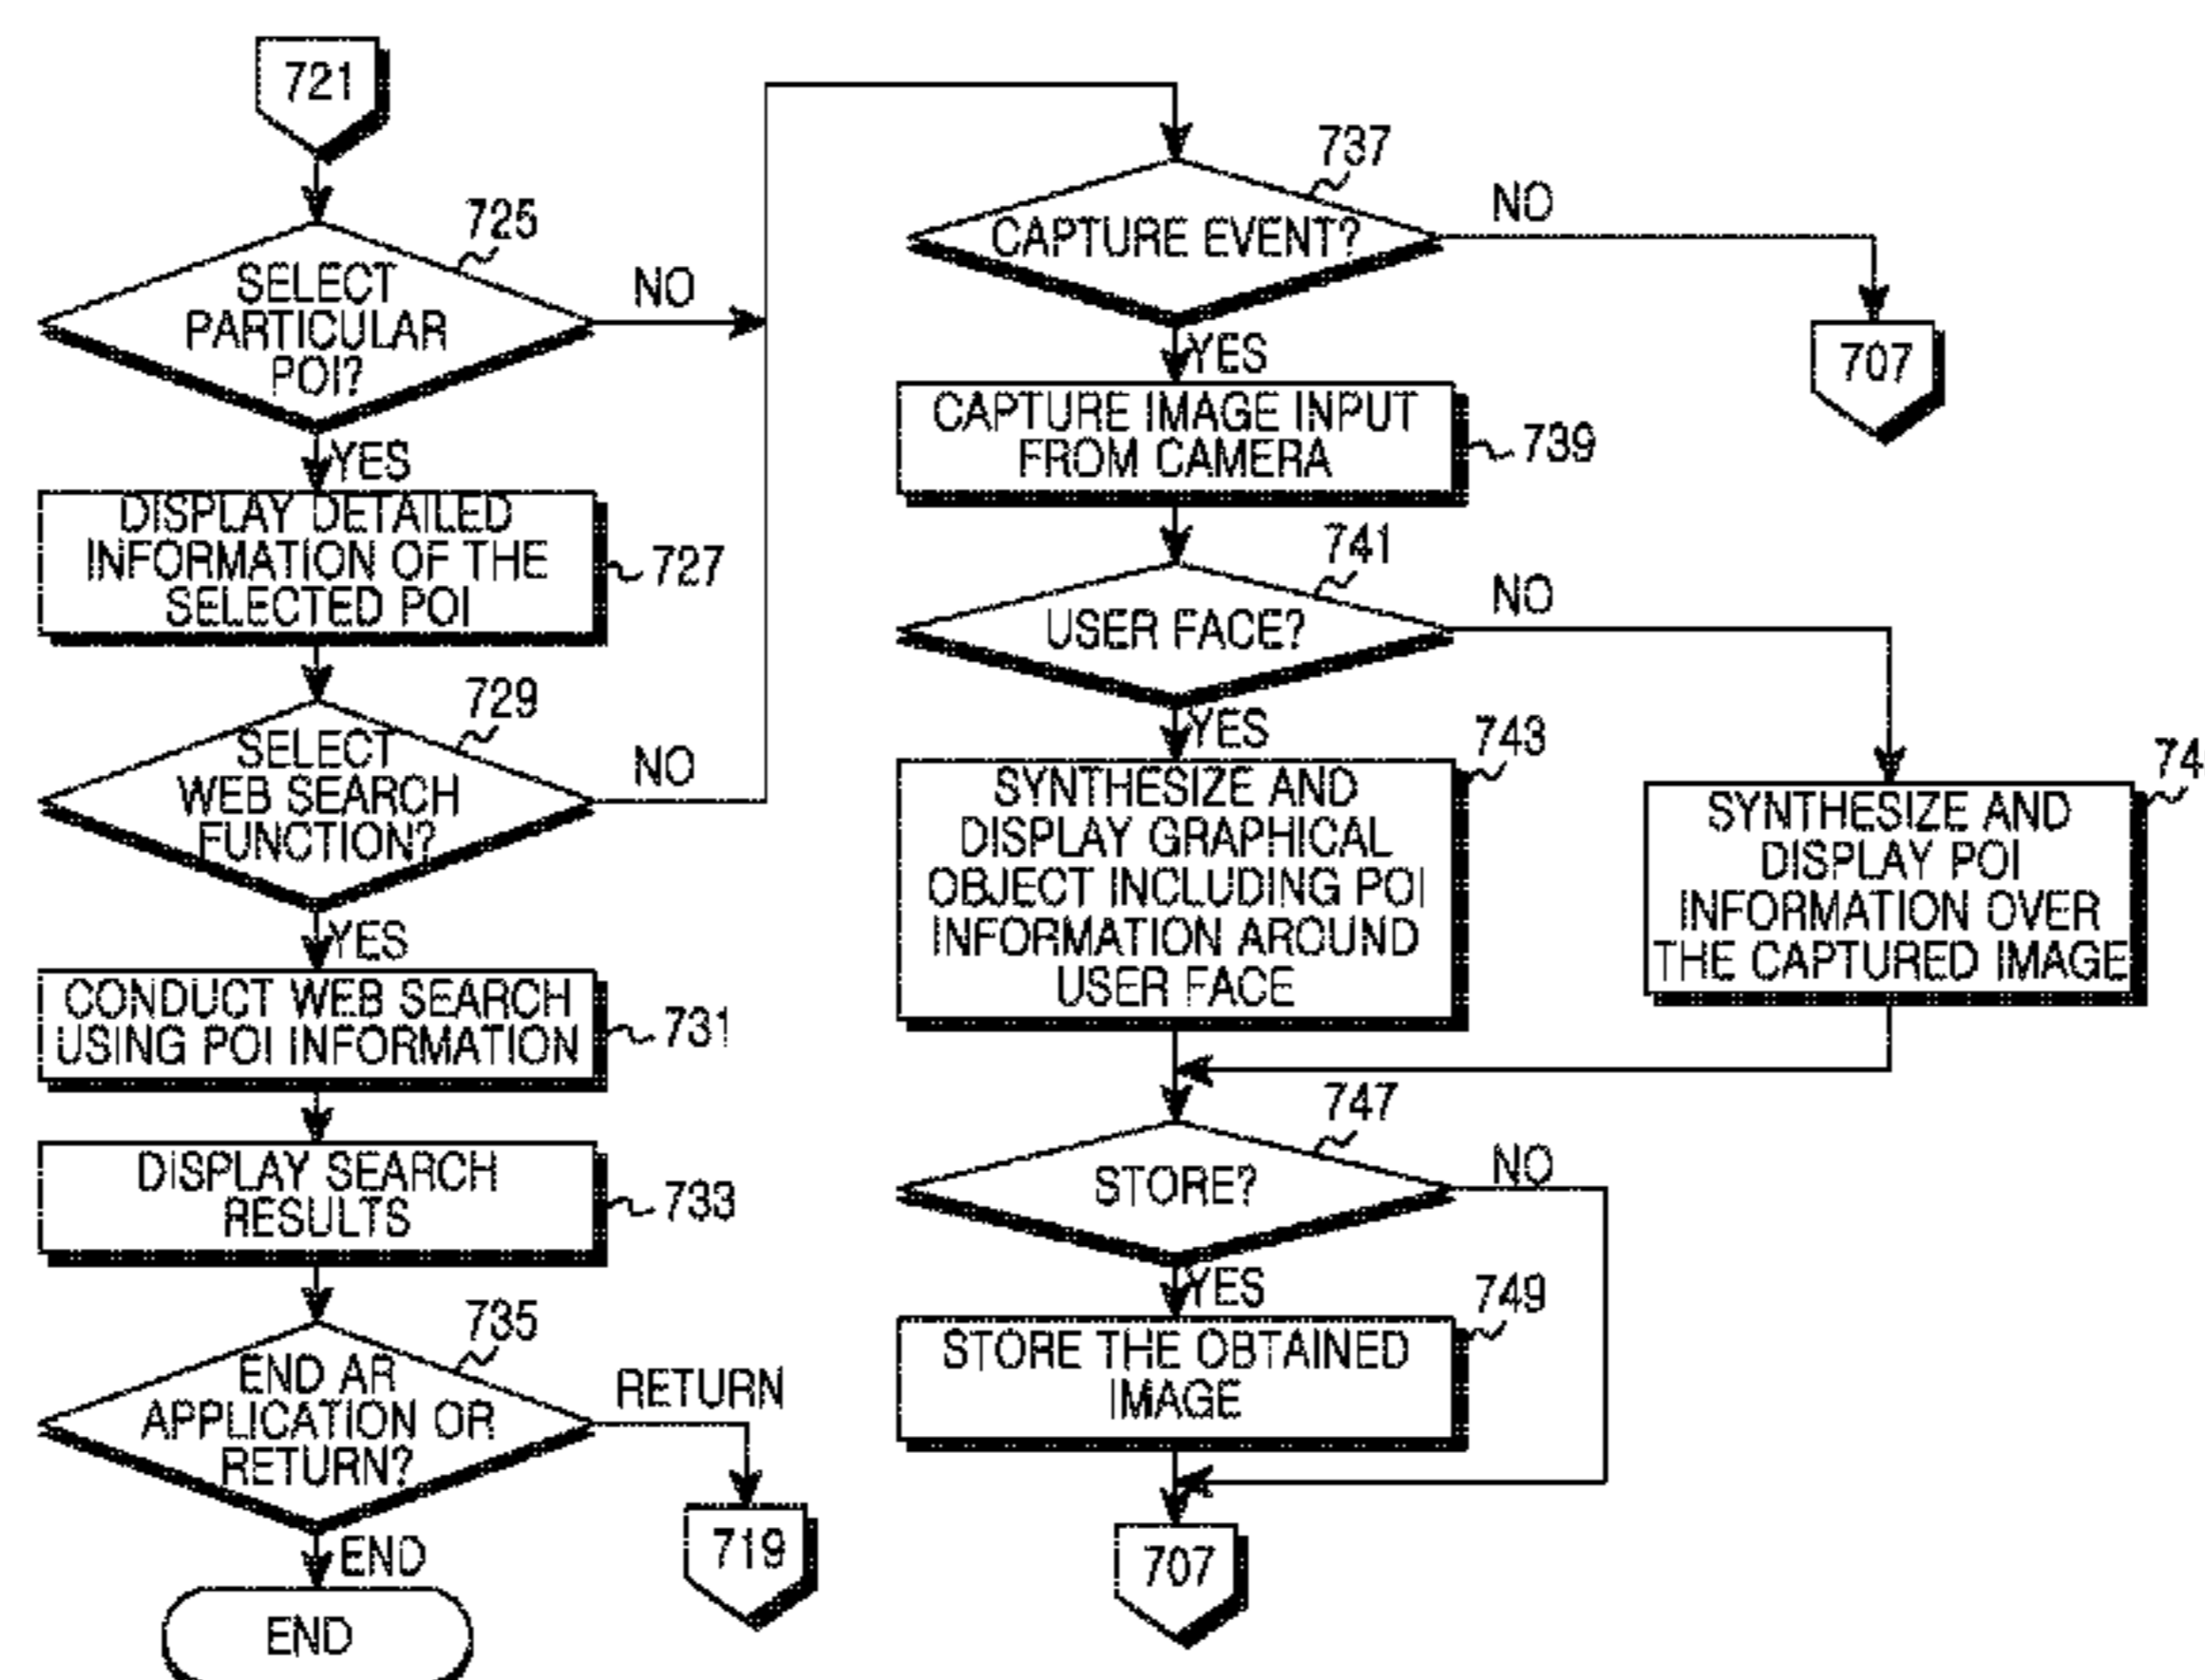 721
725
SELECT
PARTICULAR
POI?
NO
YES
DISPLAY DETAILED
INFORMATION OF THE
SELECTED POI
727
729
SELECT
WEB SEARCH
FUNCTION?
NO
YES
CONDUCT WEB SEARCH
USING POI INFORMATION
731
DISPLAY SEARCH
RESULTS
733
735
END AR
APPLICATION OR
RETURN?
RETURN
719
END
END
737
CAPTURE EVENT?
NO
707
YES
CAPTURE IMAGE INPUT
FROM CAMERA
739
741
USER FACE?
NO
YES
743
SYNTHESIZE AND
DISPLAY GRAPHICAL
OBJECT INCLUDING POI
INFORMATION AROUND
USER FACE
74
SYNTHESIZE AND
DISPLAY POI
INFORMATION OVER
THE CAPTURED IMAGE
747
STORE?
NO
YES
749
STORE THE OBTAINED
IMAGE
707